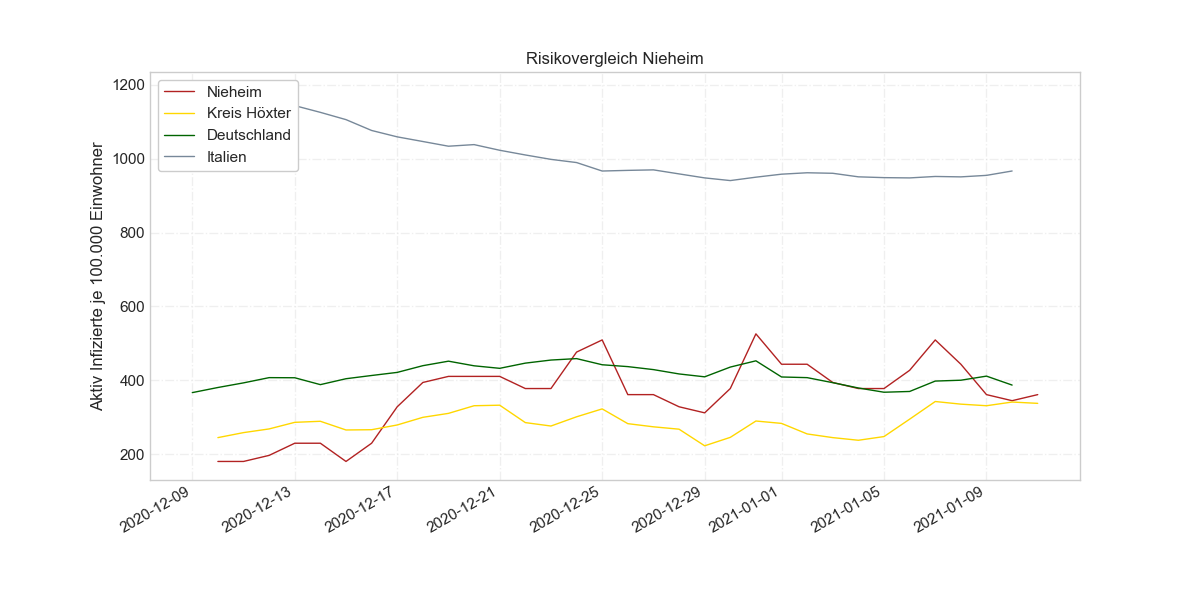 Risikovergleich Nieheim
Aktiv Infizierte je 100.000 Einwohner
1200
1000
800
600
400
200
Nieheim
Kreis Höxter
Deutschland
Italien
2020-12-09
2020-12-13
2020-12-17
2020-12-21
2020-12-25
2020-12-29
2021-01-01
2021-01-05
2021-01-09